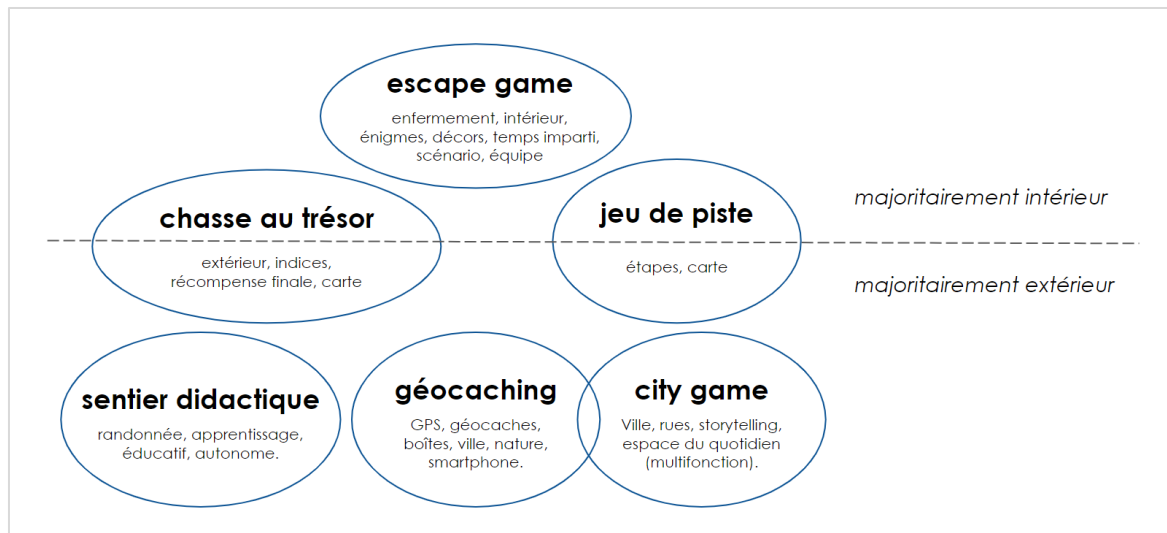 escape game
enfermement, intérieur,
énigmes, décors, temps imparti,
scénario, équipe
chasse au trésor
extérieur, indices,
récompense finale, carte
jeu de piste
étapes, carte
majoritairement intérieur
majoritairement extérieur
sentier didactique
randonnée, apprentissage,
éducatif, autonome.
géocaching
GPS, géocaches,
boîtes, ville, nature,
smartphone.
city game
Ville, rues, storytelling,
espace du quotidien
(multifonction).